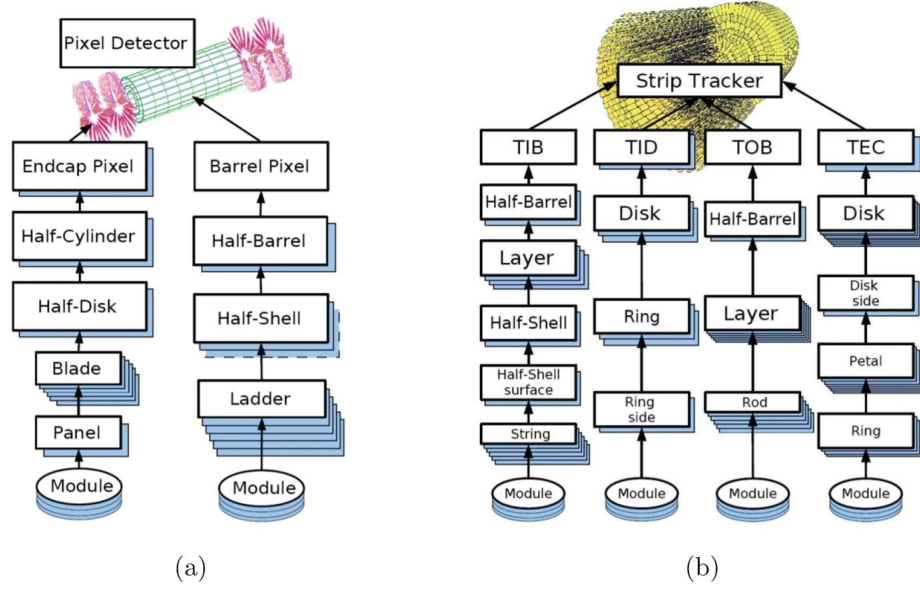 Pixel Detector
Endcap Pixel
Half-Cylinder
Half-Disk
Blade
Panel
Module
Barrel Pixel
Half-Barrel
Half-Shell
Ladder
Module
(a)
Strip Tracker
TIB
Half-Barrel
Layer
Half-Shell
Half-Shell
surface
String
Module
TID
Disk
Ring
Ring
side
Module
TOB
Half-Barrel
Layer
Rod
Module
TEC
Disk
Disk
side
Petal
Ring
Module
(b)